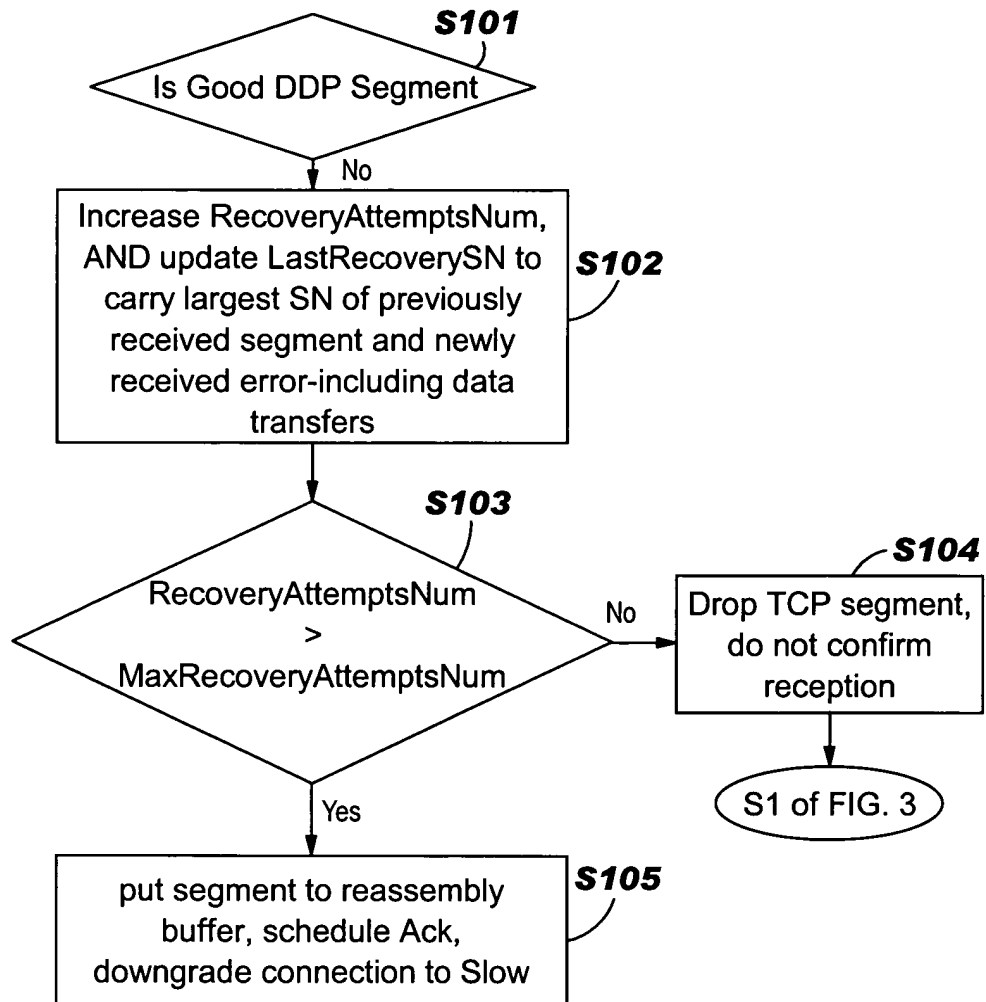 S101
Is Good DDP Segment
No
Increase RecoveryAttemptsNum,
AND update LastRecoverySN to
carry largest SN of previously
received segment and newly
received error-including data
transfers
S102
S103
RecoveryAttemptsNum
>
MaxRecoveryAttemptsNum
No
S104
Drop TCP segment,
do not confirm
reception
S1 of FIG. 3
Yes
put segment to reassembly
buffer, schedule Ack,
downgrade connection to Slow
S105